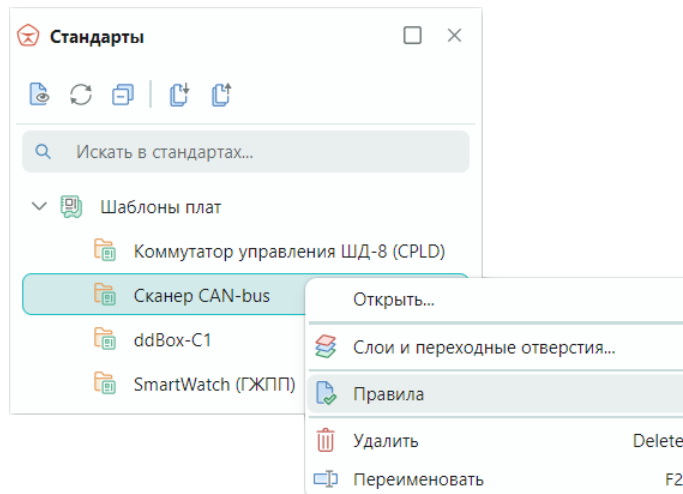 Стандарты
Искать в стандартах...
Шаблоны плат
Коммутатор управления ШД-8 (CPLD)
Сканер CAN-bus
Открыть...
ddBox-C1
Слои и переходные отверстия...
SmartWatch (ГЖПП)
Правила
Удалить Delete
Переименовать F2